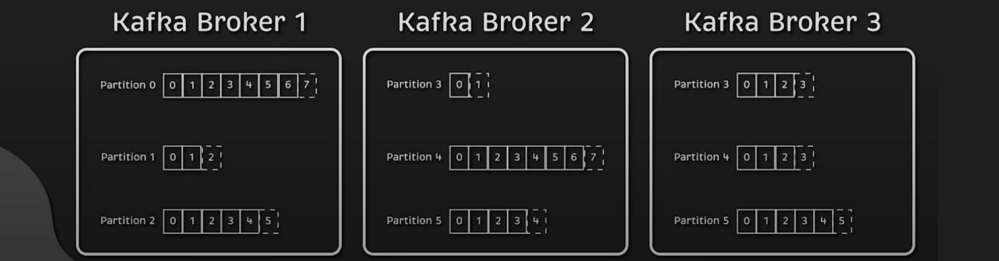 Kafka Broker 1
Kafka Broker 2
Kafka Broker 3
Partition 0 0 1 2 3 4 5 6 7
Partition 1 0 1 2
Partition 2 0 1 2 3 4 5
Partition 3 0 1
Partition 4 0 1 2 3 4 5 6 7
Partition 5 0 1 2 3 4
Partition 3 0 1 2 3
Partition 4 0 1 2 3
Partition 5 0 1 2 3 4 5